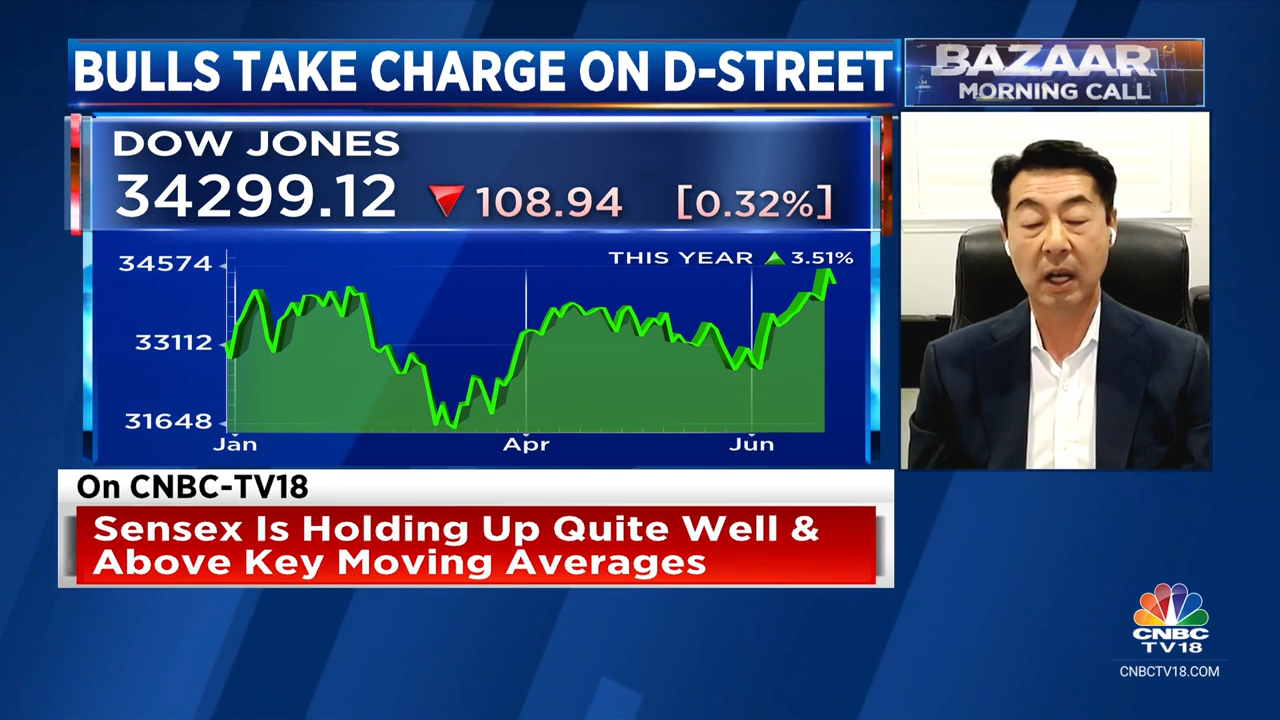 BULLS TAKE CHARGE ON D-STREET
BAZAAR
MORNING CALL
DOW JONES
34299.12 ▼ 108.94 [0.32%]
THIS YEAR ▲ 3.51%
34574
33112
31648
Jan Apr Jun
On CNBC-TV18
Sensex Is Holding Up Quite Well &
Above Key Moving Averages
CNBC
TV18
CNBCTV18.COM